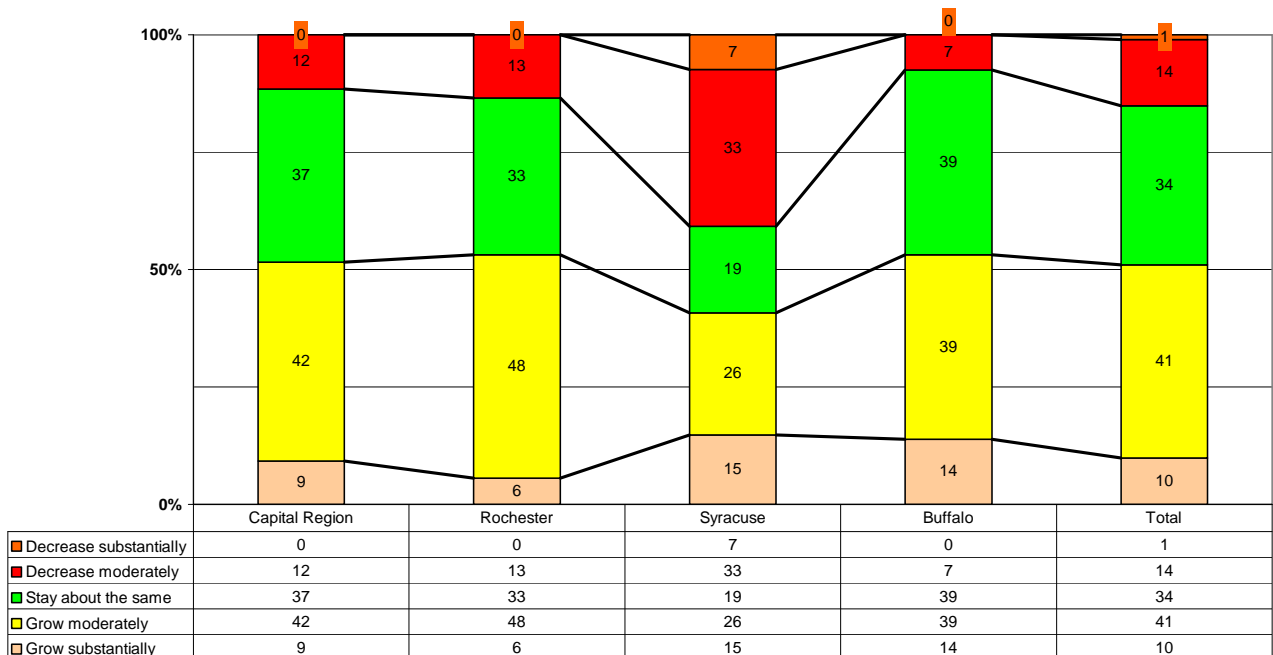 0
100% 0 0 7 1
12 13 7 14
37 33 33 39 34
19
50%
42 48 26 39 41
9 6 15 14 10
0%
Capital Region Rochester Syracuse Buffalo Total
Decrease substantially 0 0 7 0 1
Decrease moderately 12 13 33 7 14
Stay about the same 37 33 19 39 34
Grow moderately 42 48 26 39 41
Grow substantially 9 6 15 14 10